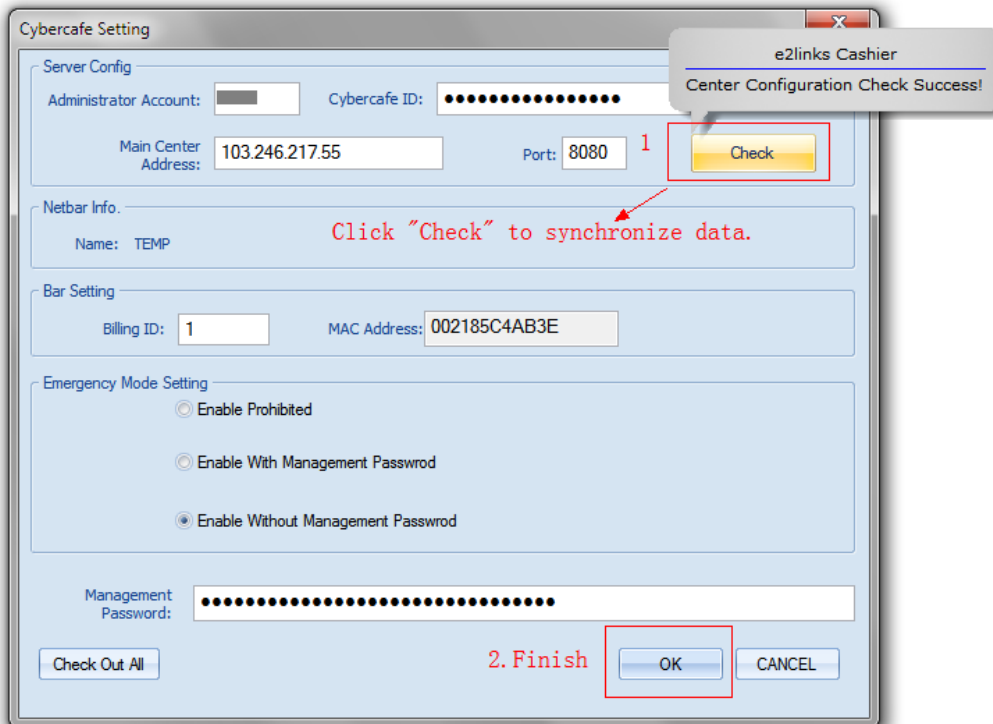 Cybercafe Setting
e2links Cashier
Center Configuration Check Success!
Server Config
Administrator Account:
Cybercafe ID: ●●●●●●●●●●●●●●●●
Main Center
Address: 103.246.217.55
Port: 8080
1
Check
Netbar Info.
Click "Check" to synchronize data.
Name: TEMP
Bar Setting
Billing ID: 1
MAC Address: 002185C4AB3E
Emergency Mode Setting
Enable Prohibited
Enable With Management Passwrod
Enable Without Management Passwrod
Management
Password: ●●●●●●●●●●●●●●●●●●●●●●●●●●●●●●●●
Check Out All
2.Finish
OK
CANCEL